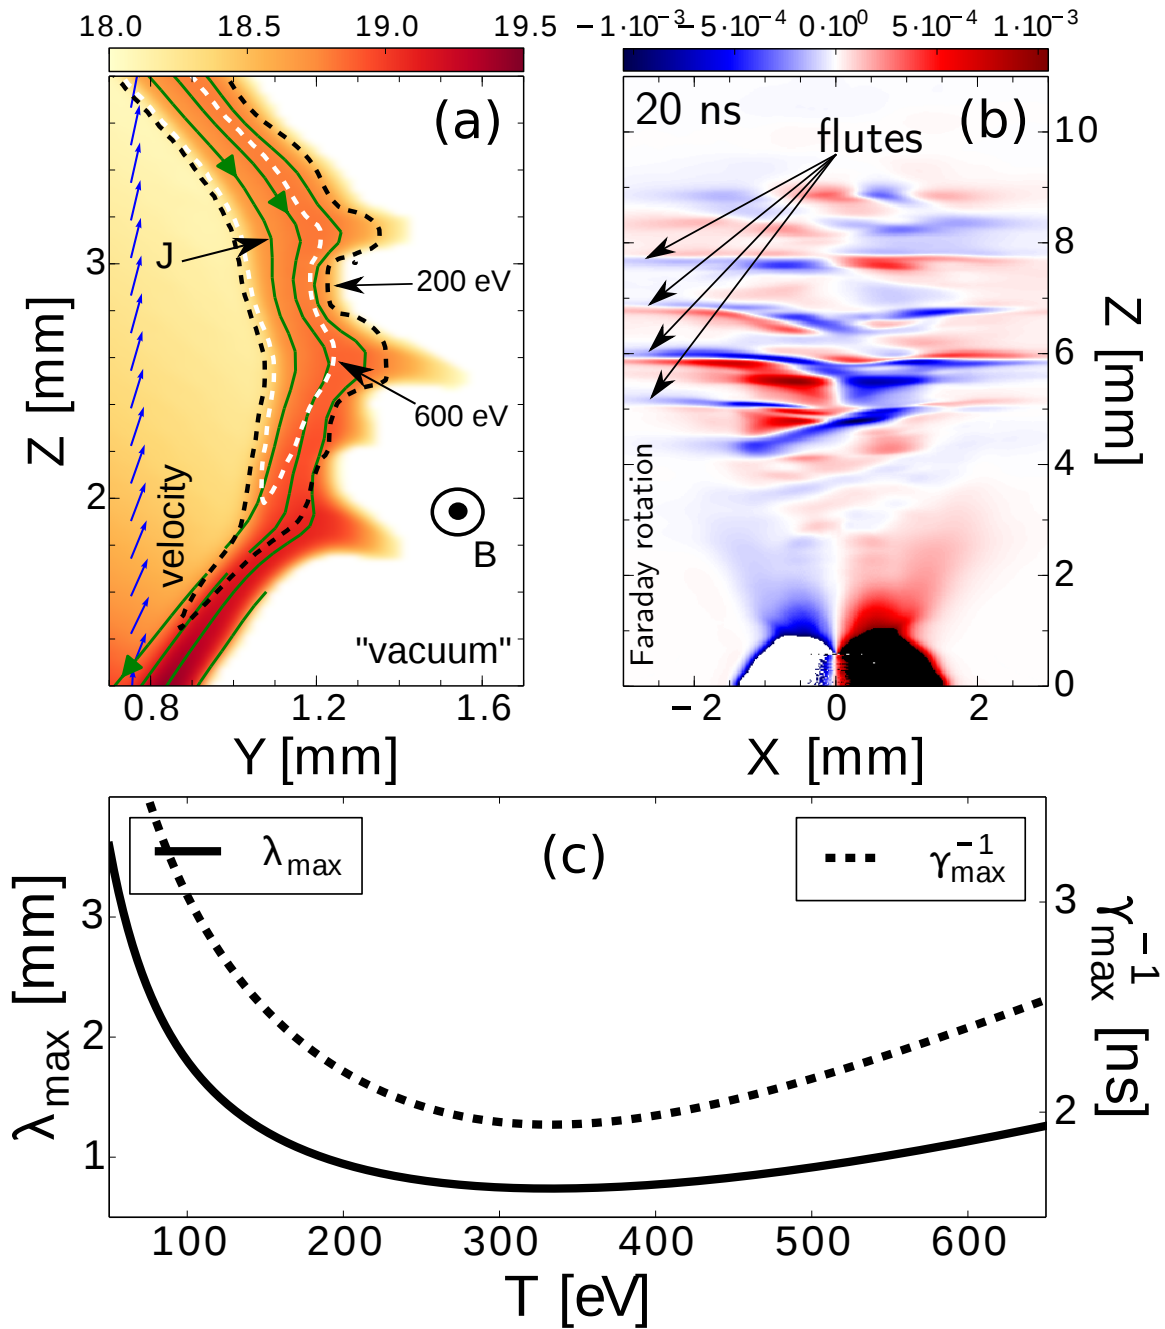 18.0 18.5 19.0 19.5
−1·10⁻³ −5·10⁻⁴ 0·10⁰ 5·10⁻⁴ 1·10⁻³
(a)
J
200 eV
600 eV
velocity
B
"vacuum"
3
2
Z [mm]
0.8 1.2 1.6
Y [mm]
20 ns
(b)
flutes
Faraday rotation
10
8
6
4
2
0
Z [mm]
−2 0 2
X [mm]
λmax
(c)
γ⁻¹max
3
2
1
λmax [mm]
3
2
γ⁻¹max [ns]
100 200 300 400 500 600
T [eV]